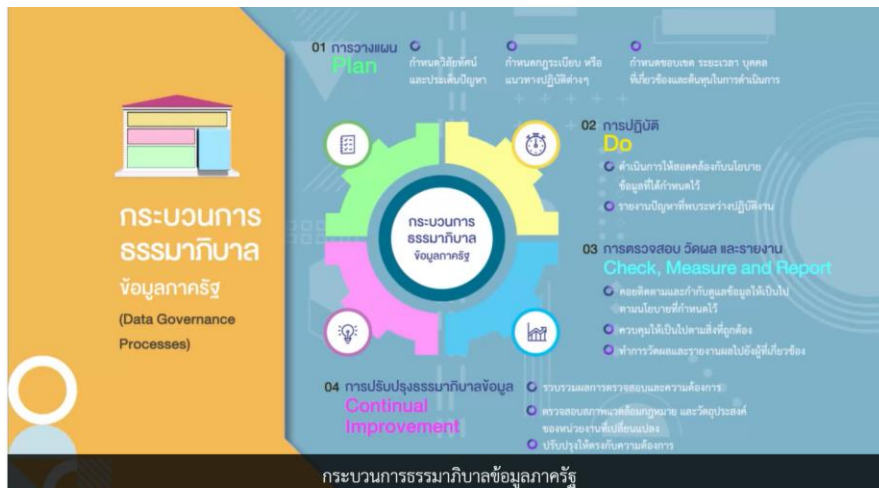 กระบวนการ
ธรรมาภิบาล
ข้อมูลภาครัฐ
(Data Governance
Processes)
01 การวางแผน
Plan
กำหนดวิสัยทัศน์
และประเด็นปัญหา
กำหนดกฎระเบียบ หรือ
แนวทางปฏิบัติต่างๆ
กำหนดขอบเขต ระยะเวลา บุคคล
ที่เกี่ยวข้องและต้นทุนในการดำเนินการ
02 การปฏิบัติ
Do
ดำเนินการให้สอดคล้องกับนโยบาย
ข้อมูลที่ได้กำหนดไว้
รายงานปัญหาที่พบระหว่างปฏิบัติงาน
กระบวนการ
ธรรมาภิบาล
ข้อมูลภาครัฐ
03 การตรวจสอบ วัดผล และรายงาน
Check, Measure and Report
คอยติดตามและกำกับดูแลข้อมูลให้เป็นไป
ตามนโยบายที่กำหนดไว้
ควบคุมให้เป็นไปตามสิ่งที่ถูกต้อง
ทำการวัดผลและรายงานผลไปยังผู้ที่เกี่ยวข้อง
04 การปรับปรุงธรรมาภิบาลข้อมูล
Continual
Improvement
รวบรวมผลการตรวจสอบและความต้องการ
ตรวจสอบสภาพแวดล้อมกฎหมาย และวัตถุประสงค์
ของหน่วยงานที่เปลี่ยนแปลง
ปรับปรุงให้ตรงกับความต้องการ
กระบวนการธรรมาภิบาลข้อมูลภาครัฐ